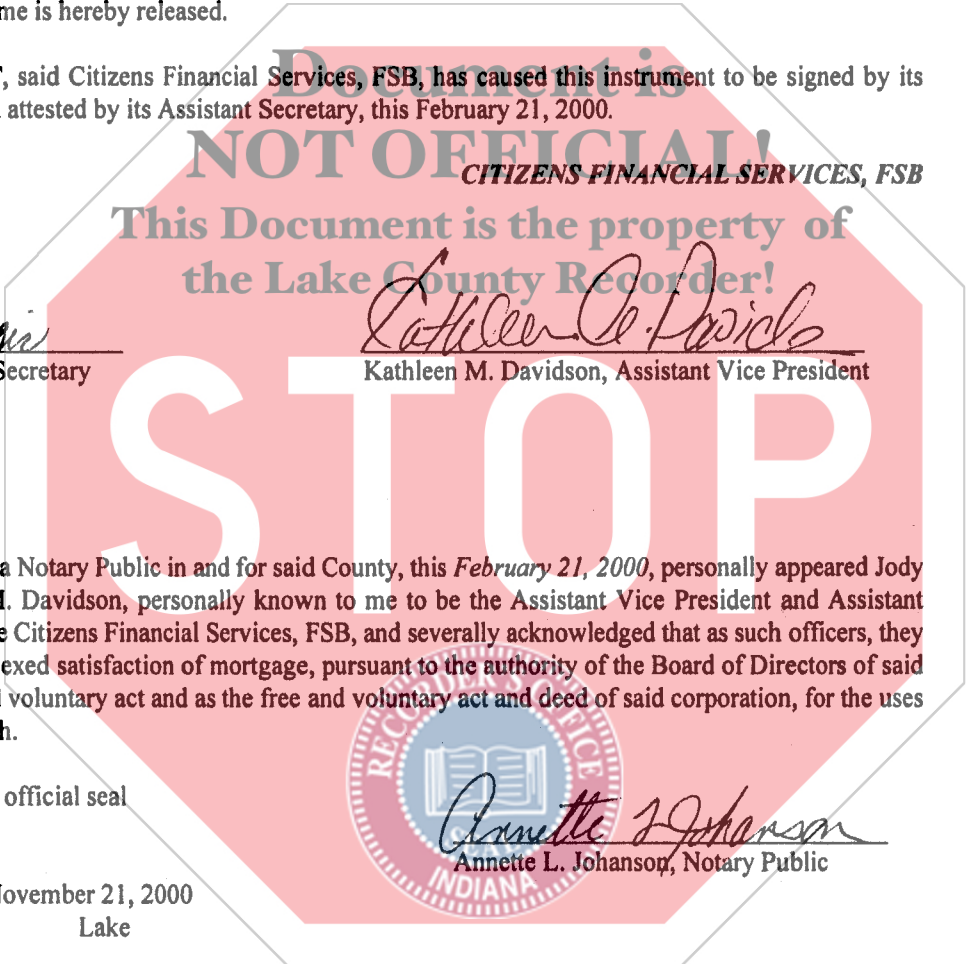 me is hereby released.
, said Citizens Financial Services, FSB, has caused this instrument to be signed by its
attested by its Assistant Secretary, this February 21, 2000.
Document is
NOT OFFICIAL!
CITIZENS FINANCIAL SERVICES, FSB
This Document is the property of
the Lake County Recorder!
Secretary
Kathleen M. Davidson, Assistant Vice President
STOP
a Notary Public in and for said County, this February 21, 2000, personally appeared Jody
. Davidson, personally known to me to be the Assistant Vice President and Assistant
e Citizens Financial Services, FSB, and severally acknowledged that as such officers, they
exed satisfaction of mortgage, pursuant to the authority of the Board of Directors of said
voluntary act and as the free and voluntary act and deed of said corporation, for the uses
h.
official seal
RECORDER'S OFFICE
SEAL
INDIANA
Annette L Johanson
Annette L. Johanson, Notary Public
November 21, 2000
Lake